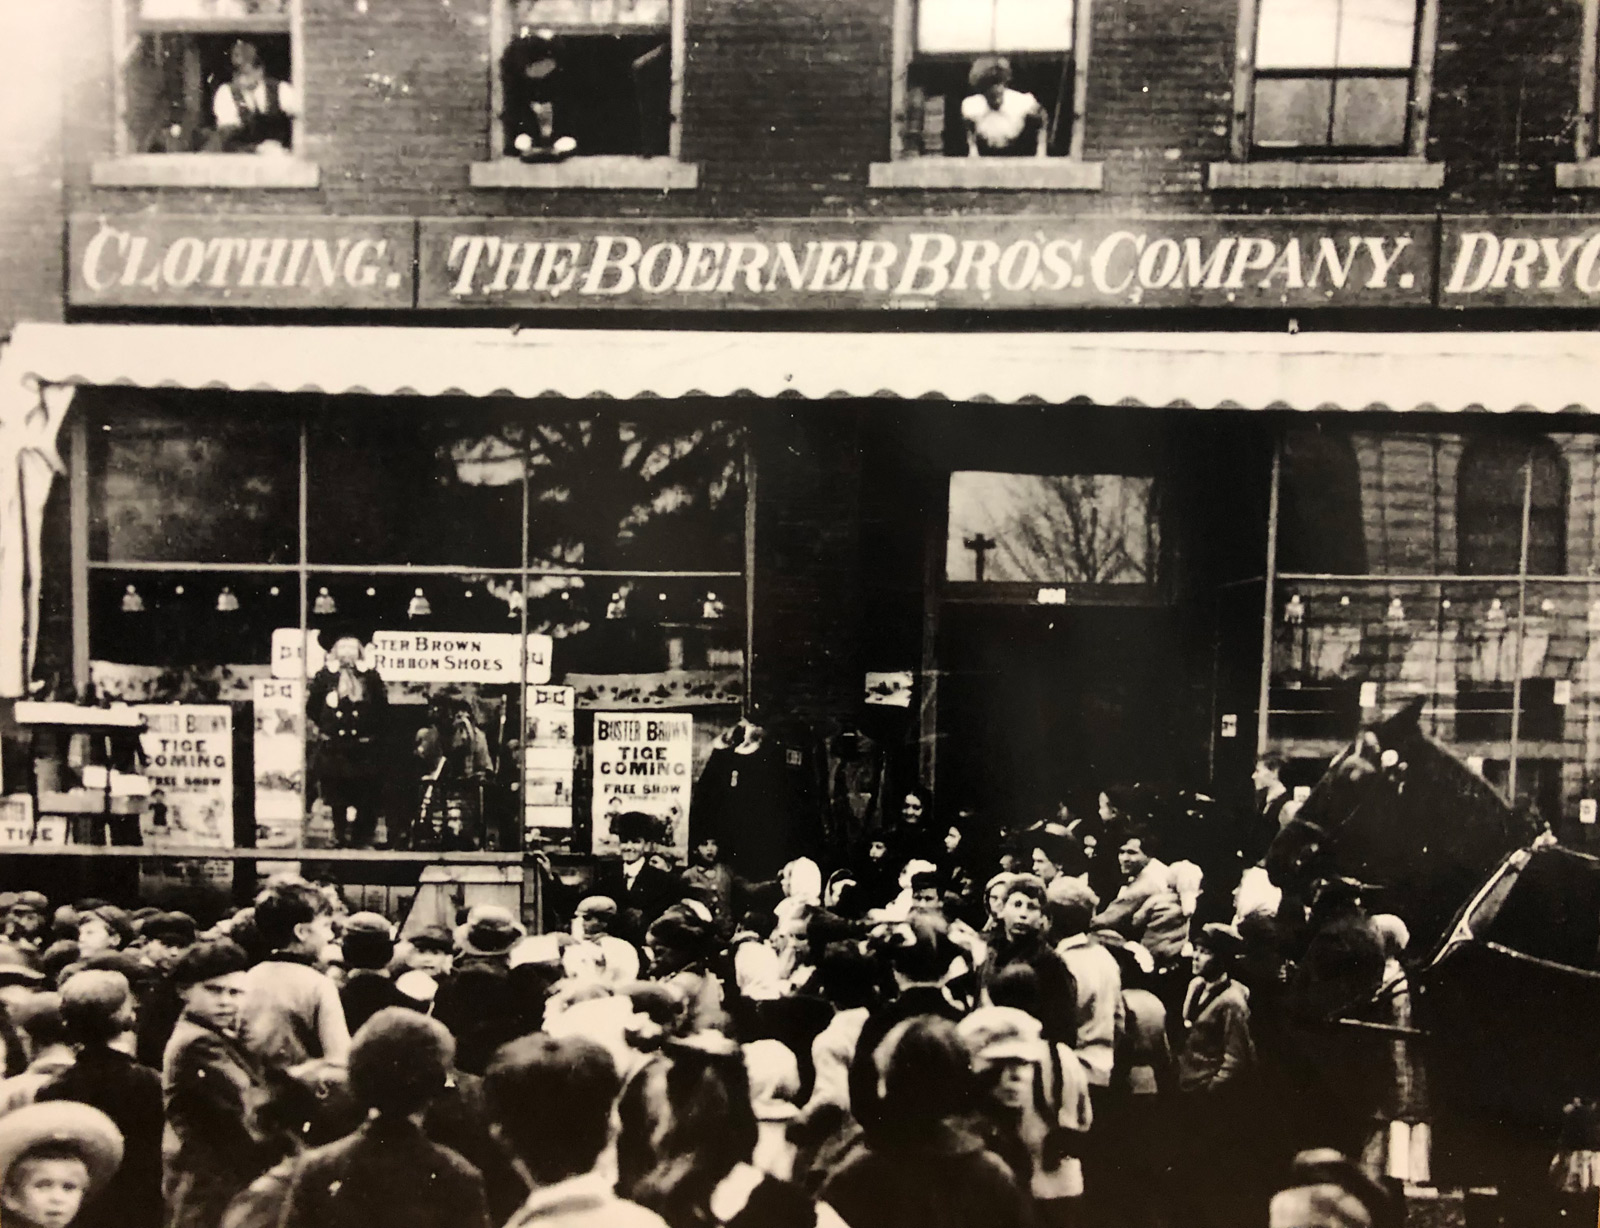 CLOTHING. THE BOERNER BROS. COMPANY. DRY
STER BROWN
RIBBON SHOES
BUSTER BROWN
TIGE
COMING
FREE SHOW
BUSTER BROWN
TIGE
COMING
FREE SHOW
TIGE